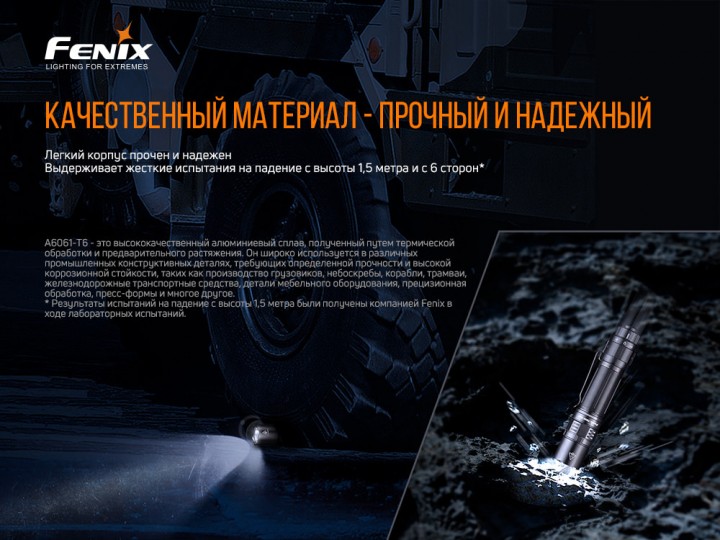 FENIX
LIGHTING FOR EXTREMES
КАЧЕСТВЕННЫЙ МАТЕРИАЛ - ПРОЧНЫЙ И НАДЕЖНЫЙ
Легкий корпус прочен и надежен
Выдерживает жесткие испытания на падение с высоты 1,5 метра и с 6 сторон*
A6061-T6 - это высококачественный алюминиевый сплав, полученный путем термической
обработки и предварительного растяжения. Он широко используется в различных
промышленных конструктивных деталях, требующих определенной прочности и высокой
коррозионной стойкости, таких как производство грузовиков, небоскребы, корабли, трамваи,
железнодорожные транспортные средства, детали мебельного оборудования, прецизионная
обработка, пресс-формы и многое другое.
* Результаты испытаний на падение с высоты 1,5 метра были получены компанией Fenix в
ходе лабораторных испытаний.